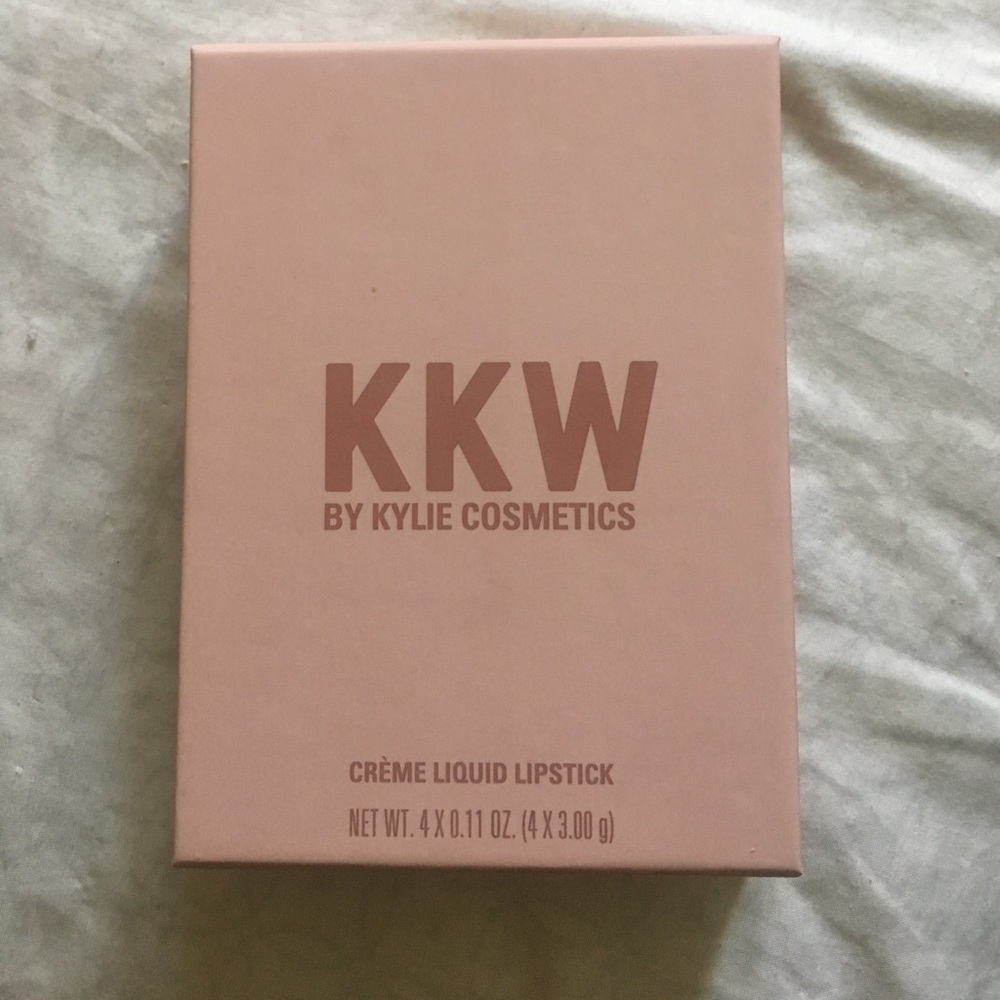 KKW
BY KYLIE COSMETICS
CRÈME LIQUID LIPSTICK
NET WT. 4 X 0.11 OZ. (4 X 3.00 g)